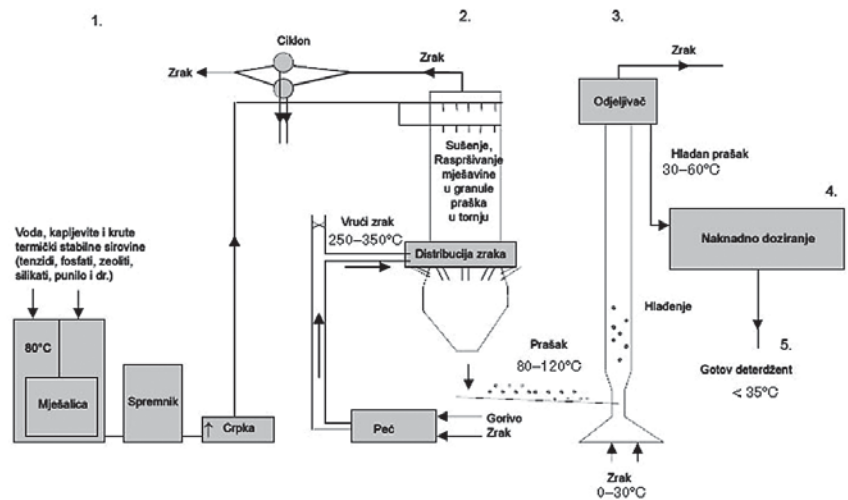 1.
2.
3.
Ciklon
Zrak
Zrak
Zrak
Odjeljivač
Sušenje,
Raspršivanje
mješavine
u granule
praška
u tornju
Hladan prašak
30–60°C
4.
Naknadno doziranje
Voda, kapljevite i krute
termički stabilne sirovine
(tenzidi, fosfati, zeoliti,
silikati, punilo i dr.)
Vrući zrak
250–350°C
Distribucija zraka
Hlađenje
5.
Gotov deterdžent
< 35°C
80°C
Mješalica
Spremnik
Crpka
Prašak
80–120°C
Peć
Gorivo
Zrak
Zrak
0–30°C